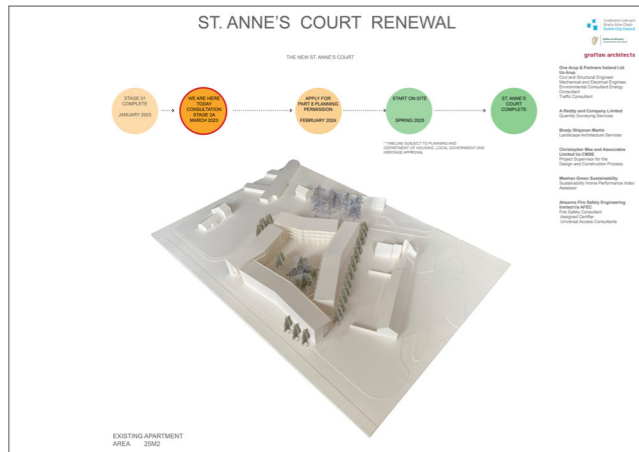 ST. ANNE'S COURT RENEWAL
Comhairle Cathrach
Bhaile Átha Cliath
Dublin City Council
grafton architects
THE NEW ST. ANNE'S COURT
STAGE 01
COMPLETE
JANUARY 2023
WE ARE HERE
TODAY
CONSULTATION
STAGE 2A
MARCH 2023
APPLY FOR
PART 8 PLANNING
PERMISSION
FEBRUARY 2024
START ON-SITE
SPRING 2025
ST. ANNE'S
COURT
COMPLETE
* TIMELINE SUBJECT TO PLANNING AND
DEPARTMENT OF HOUSING, LOCAL GOVERNMENT AND
HERITAGE APPROVAL
Ove Arup & Partners Ireland Ltd
t/a Arup
Civil and Structural Engineer
Mechanical and Electrical Engineer
Environmental Consultant Energy
Consultant
Traffic Consultant
A Reddy and Company Limited
Quantity Surveying Services
Brady Shipman Martin
Landscape Architecture Services
Christopher Mee and Associates
Limited t/a CMSE
Project Supervisor for the
Design and Construction Process
Meehan Green Sustainability
Sustainability Home Performance Index
Assessor
Fire Safety Engineering
limited t/a AFEC
Fire Safety Consultant
Assigned Certifier
Universal Access Consultants
EXISTING APARTMENT
AREA 25M2